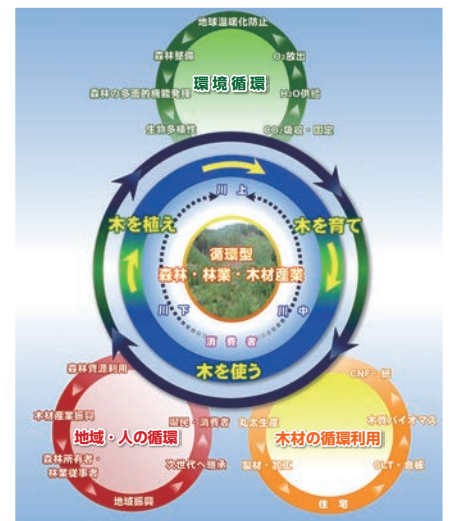 地球温暖化防止
森林整備
O₂放出
環境循環
森林の多面的機能発揮
H₂O供給
生物多様性
CO₂吸収・固定
川上
木を植え
木を育て
循環型
森林・林業・木材産業
川下
川中
消費者
木を使う
森林資源利用
木材産業振興
県民・消費者
地域・人の循環
森林所有者・
林業従事者
次世代へ継承
地域振興
CNF・紙
丸太生産
木質バイオマス
木材の循環利用
製材・加工
CLT・合板
住宅